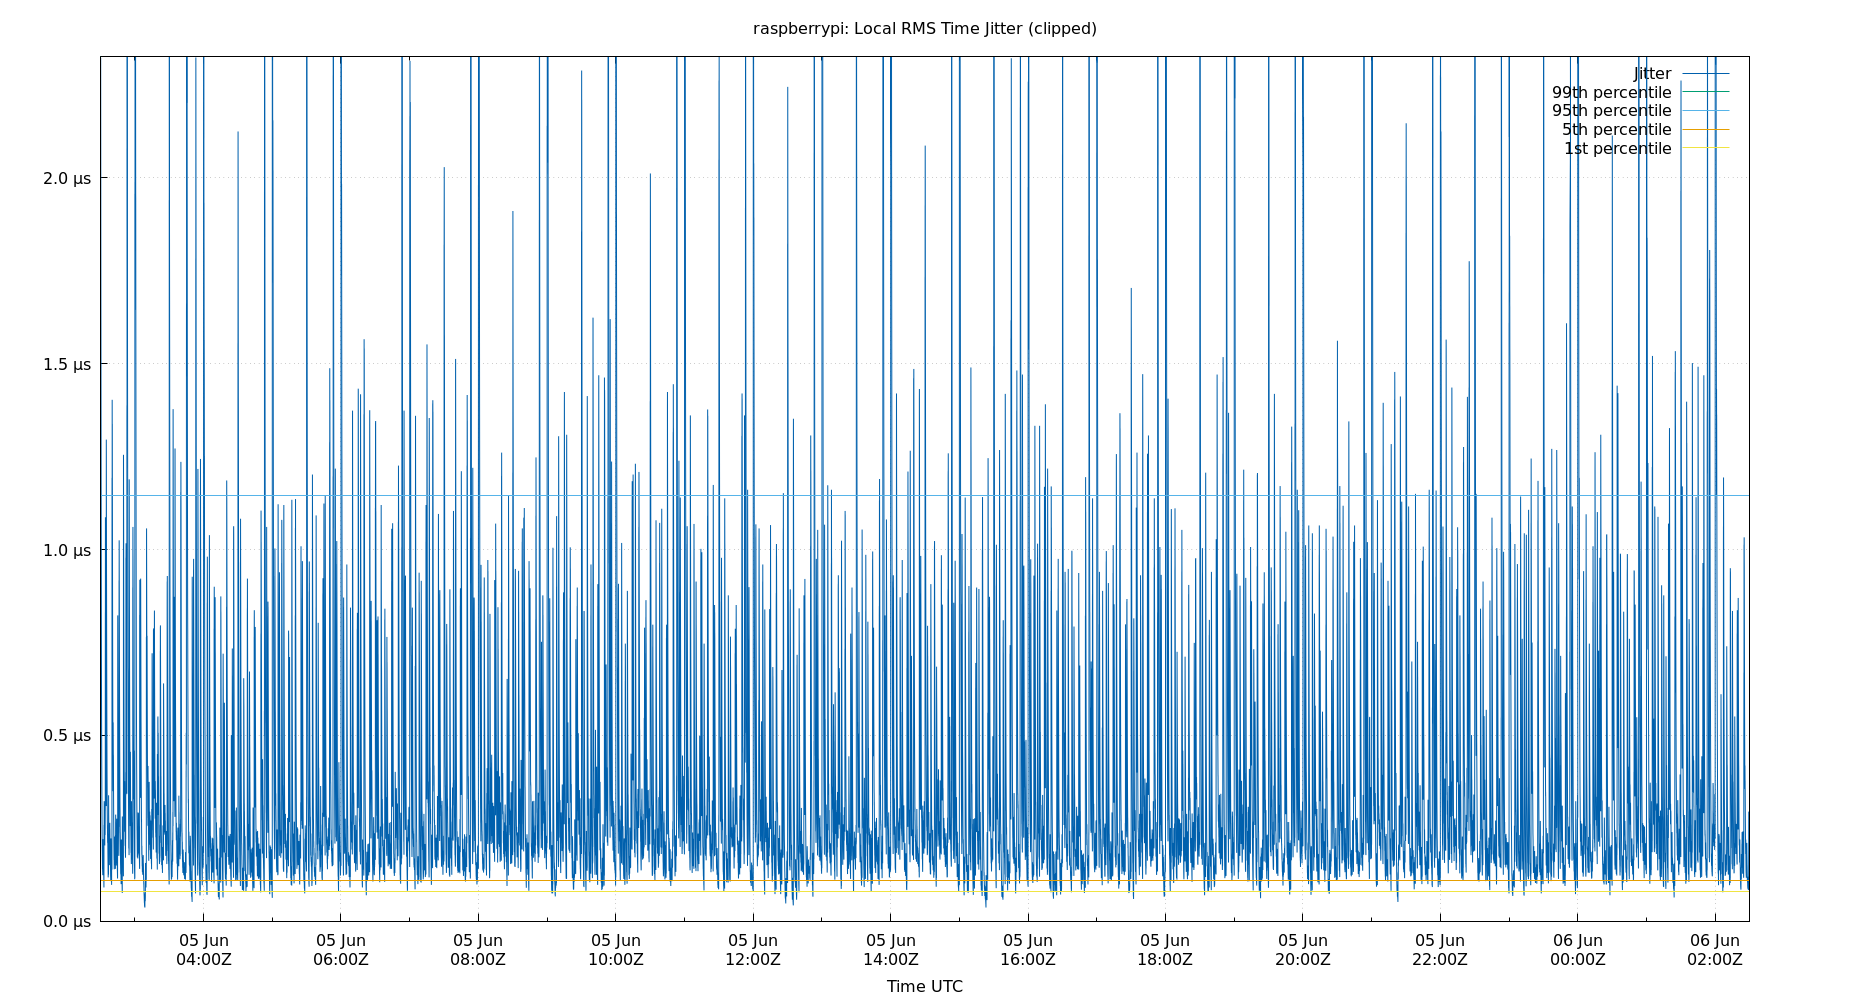 raspberrypi: Local RMS Time Jitter (clipped)
Jitter
99th percentile
95th percentile
5th percentile
1st percentile
2.0 µs
1.5 µs
1.0 µs
0.5 µs
0.0 µs
05 Jun 05 Jun 05 Jun 05 Jun 05 Jun 05 Jun 05 Jun 05 Jun 05 Jun 05 Jun 06 Jun 06 Jun
04:00Z 06:00Z 08:00Z 10:00Z 12:00Z 14:00Z 16:00Z 18:00Z 20:00Z 22:00Z 00:00Z 02:00Z
Time UTC